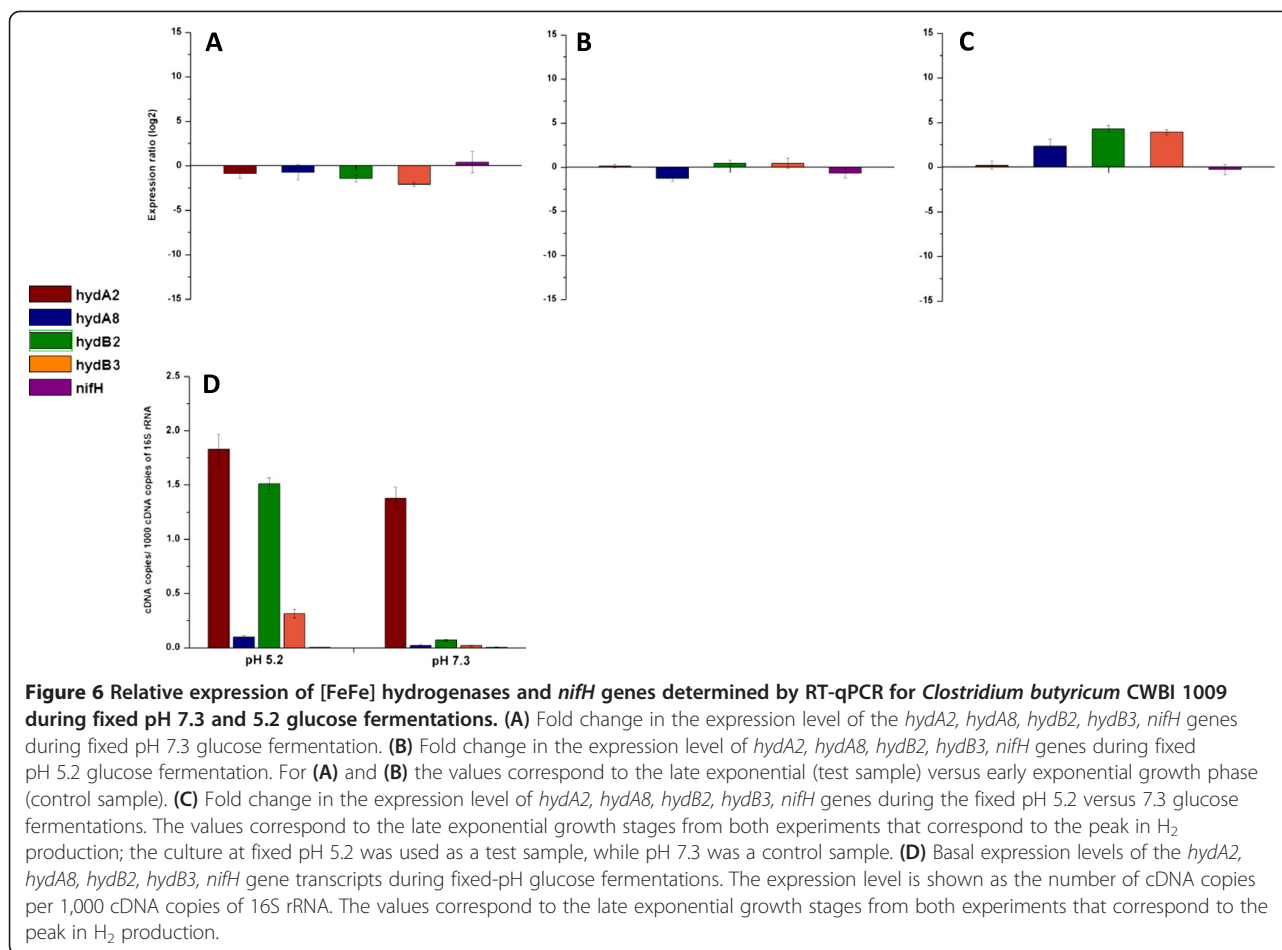 A
B
C
15
10
5
0
-5
-10
-15
Expression ratio (log2)
15
10
5
0
-5
-10
-15
15
10
5
0
-5
-10
-15
hydA2
hydA8
hydB2
hydB3
nifH
D
2.5
2.0
1.5
1.0
0.5
0.0
cDNA copies/ 1000 cDNA copies of 16S rRNA
pH 5.2
pH 7.3
Figure 6 Relative expression of [FeFe] hydrogenases and nifH genes determined by RT-qPCR for Clostridium butyricum CWBI 1009
during fixed pH 7.3 and 5.2 glucose fermentations. (A) Fold change in the expression level of the hydA2, hydA8, hydB2, hydB3, nifH genes
during fixed pH 7.3 glucose fermentation. (B) Fold change in the expression level of hydA2, hydA8, hydB2, hydB3, nifH genes during fixed
pH 5.2 glucose fermentation. For (A) and (B) the values correspond to the late exponential (test sample) versus early exponential growth phase
(control sample). (C) Fold change in the expression level of hydA2, hydA8, hydB2, hydB3, nifH genes during the fixed pH 5.2 versus 7.3 glucose
fermentations. The values correspond to the late exponential growth stages from both experiments that correspond to the peak in H₂
production; the culture at fixed pH 5.2 was used as a test sample, while pH 7.3 was a control sample. (D) Basal expression levels of the hydA2,
hydA8, hydB2, hydB3, nifH gene transcripts during fixed-pH glucose fermentations. The expression level is shown as the number of cDNA copies
per 1,000 cDNA copies of 16S rRNA. The values correspond to the late exponential growth stages from both experiments that correspond to the
peak in H₂ production.